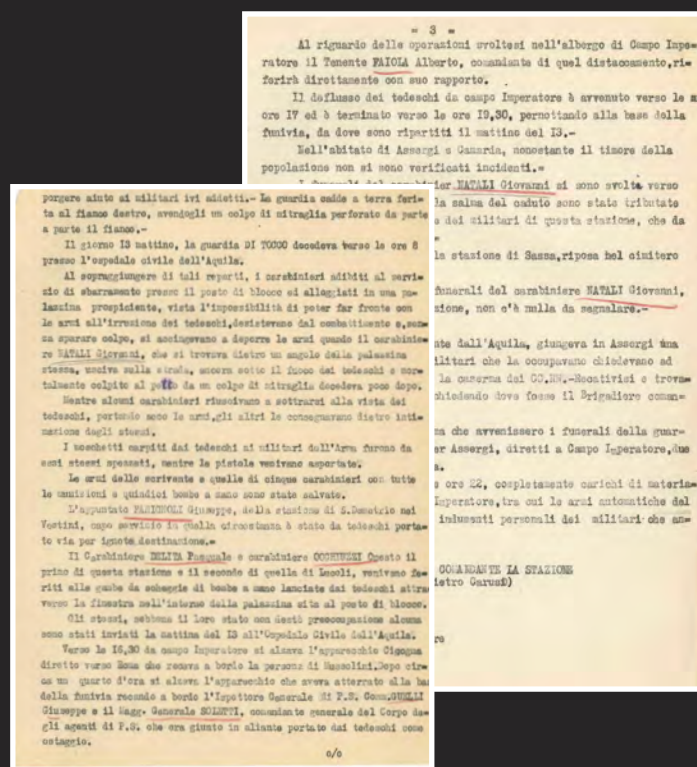 porgere aiuto ai militari ivi addetti.- La guardia cadde a terra feri=
ta al fianco destro, avendogli un colpo di mitraglia perforato da parte
a parte il fianco.-
Il giorno 13 mattino, la guardia DI TOCCO decedeva verso le ore 8
presso l'ospedale civile dell'Aquila.
Al sopraggiungere di tali reparti, i carabinieri adibiti al servi=
zio di sbarramento presso il posto di blocco ed alloggiati in una pa=
lazzina prospiciente, vista l'impossibilità di poter far fronte con
le armi all'irruzione dei tedeschi, desistevano dal combattimento e, sen=
za sparare colpo, si accingevano a deporre le armi quando il carabinie=
re NATALI Giovanni, che si trovava dietro un angolo della palazzina
stessa, usciva sulla strada, ancora sotto il fuoco dei tedeschi e mor=
talmente colpito al petto da un colpo di mitraglia decedeva poco dopo.
Mentre alcuni carabinieri riuscivano a sottrarsi alla vista dei
tedeschi, portando seco le armi, gli altri le consegnavano dietro inti=
mazione degli stessi.
I moschetti carpiti dai tedeschi ai militari dell'Arma furono da
essi stessi spezzati, mentre le pistole venivano asportate.
Le armi dello scrivente e quelle di cinque carabinieri con tutte
le munizioni e quindici bombe a mano sono state salvate.
L'appuntato Giuseppe, della stazione di S.Demetrio nei
Vestini, capo servizio in quella circostanza è stato da tedeschi porta=
to via per ignota destinazione.=
Il Carabiniere DELITA Pasquale e carabiniere Onesto il
primo di questa stazione e il secondo di quella di Lucoli, venivano fe=
riti alle gambe da schegge di bombe a mano lanciate dai tedeschi attra=
verso la finestra nell'interno della palazzina sita al posto di blocco.
Gli stessi, sebbene il loro stato non destò preoccupazione alcuna
sono stati inviati la mattina del 13 all'Ospedale Civile dell'Aquila.
Verso le 16,30 da campo Imperatore si alzava l'apparecchio Cicogna
diretto verso Roma che recava a bordo la persona di Mussolini. Dopo cir=
ca un quarto d'ora si alzava l'apparecchio che aveva atterrato alla ba
della funivia recando a bordo l'Ispettore Generale di P.S. Comm. GUELLI
Giuseppe e il Magg. Generale SOLETTI, comandante generale del Corpo de=
gli agenti di P.S. che era giunto in aliante portato dai tedeschi come
ostaggio.
o/o
= 3 =
Al riguardo delle operazioni svoltesi nell'albergo di Campo Impe=
ratore il Tenente FAIOLA Alberto, comandante di quel distaccamento, ri=
ferirà direttamente con suo rapporto.
Il deflusso dei tedeschi da campo Imperatore è avvenuto verso le
ore 17 ed è terminato verso le ore 19,30, pernottando alla base della
funivia, da dove sono ripartiti il mattino del 13.-
Nell'abitato di Assergi e Camarda, nonostante il timore della
popolazione non si sono verificati incidenti.=
NATALI Giovanni si sono svolte verso
la salma del caduto sono state tributate
dei militari di questa stazione, che da
la stazione di Sassa, riposa nel cimitero
funerali del carabiniere NATALI Giovanni,
zione, non c'è nulla da segnalare.-
ate dall'Aquila, giungeva in Assergi una
ilitari che la occupavano chiedevano ad
la caserma dei CC.RR.-Recativici e trova=
chiedendo dove fosse il Brigadiere coman=
ma che avvenissero i funerali della guar=
er Assergi, diretti a Campo Imperatore, due
a.
ore 22, completamente carichi di materia=
Imperatore, tra cui le armi automatiche del
indumenti personali dei militari che an=
COMANDANTE LA STAZIONE
ietro Carusi)
re